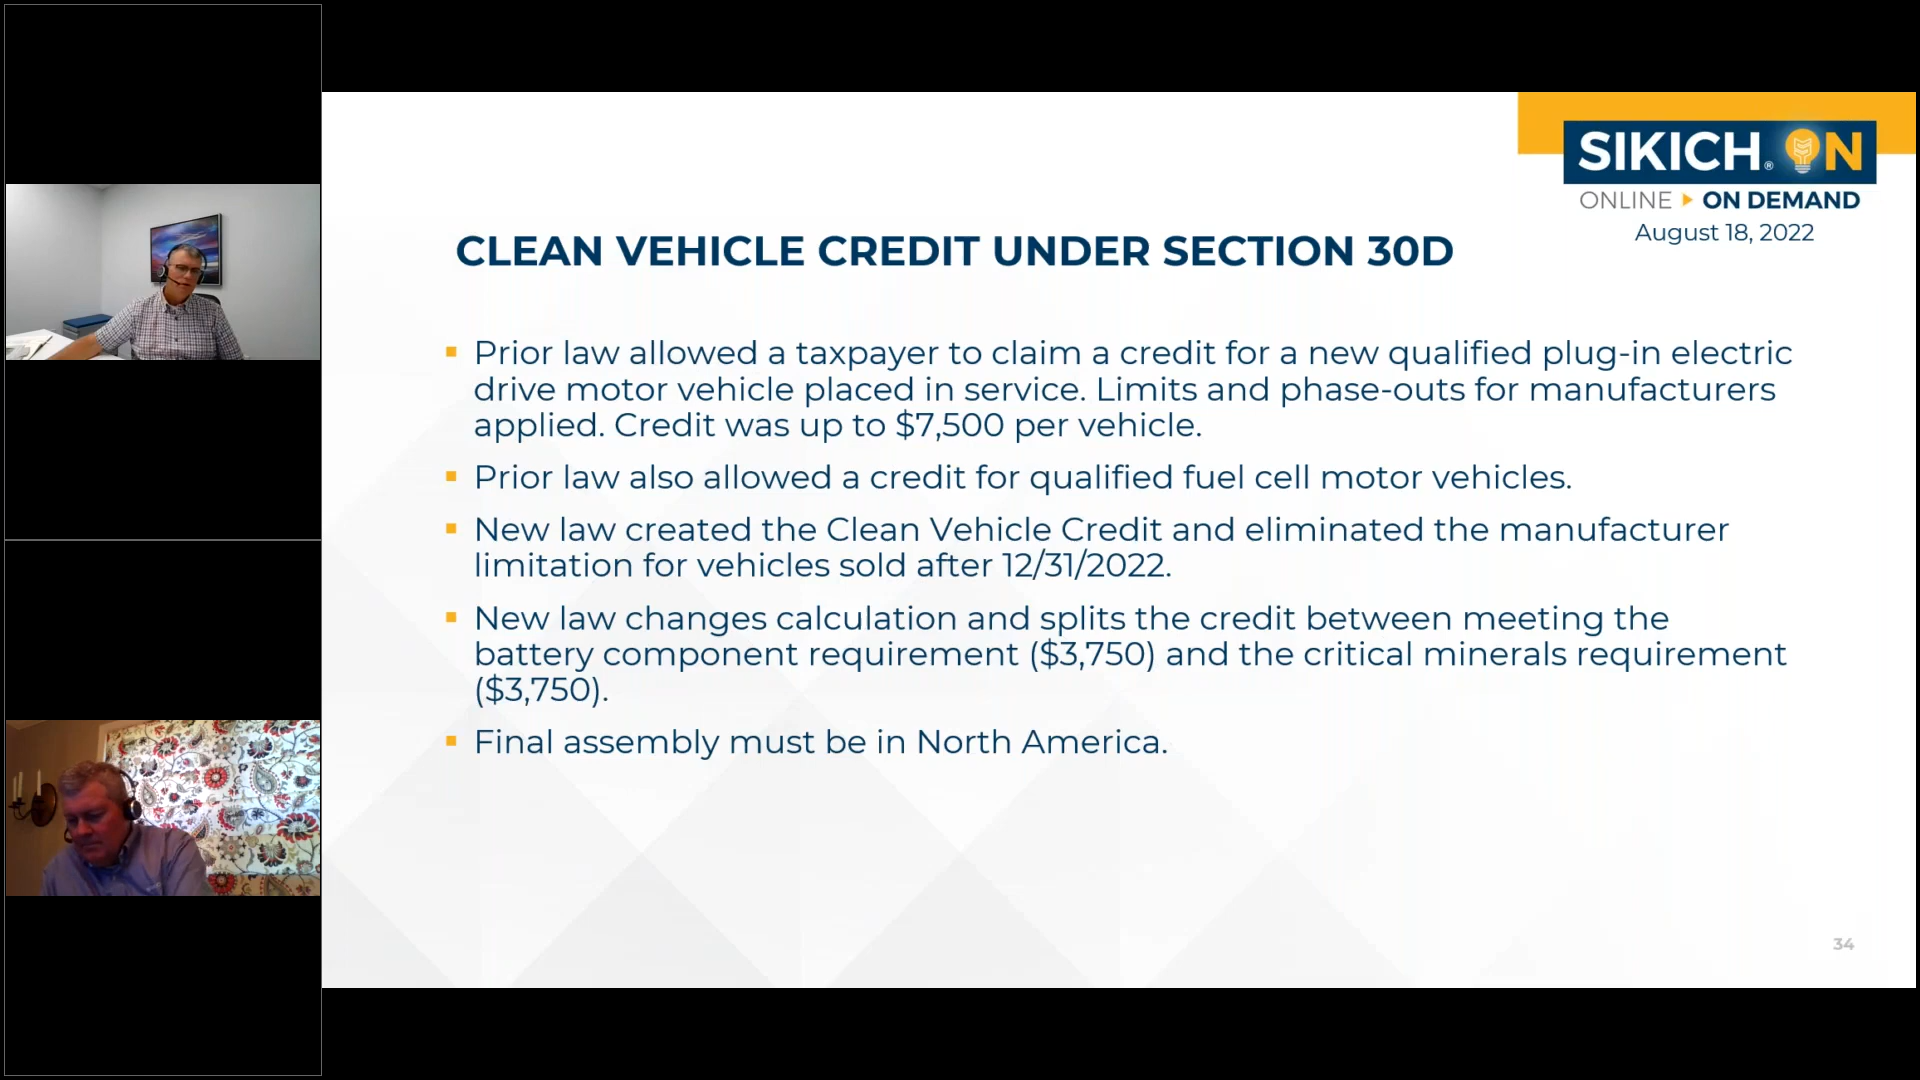 SIKICH® ON
ONLINE ON DEMAND
August 18, 2022
CLEAN VEHICLE CREDIT UNDER SECTION 30D
Prior law allowed a taxpayer to claim a credit for a new qualified plug-in electric
drive motor vehicle placed in service. Limits and phase-outs for manufacturers
applied. Credit was up to $7,500 per vehicle.
Prior law also allowed a credit for qualified fuel cell motor vehicles.
New law created the Clean Vehicle Credit and eliminated the manufacturer
limitation for vehicles sold after 12/31/2022.
New law changes calculation and splits the credit between meeting the
battery component requirement ($3,750) and the critical minerals requirement
($3,750).
Final assembly must be in North America.
34